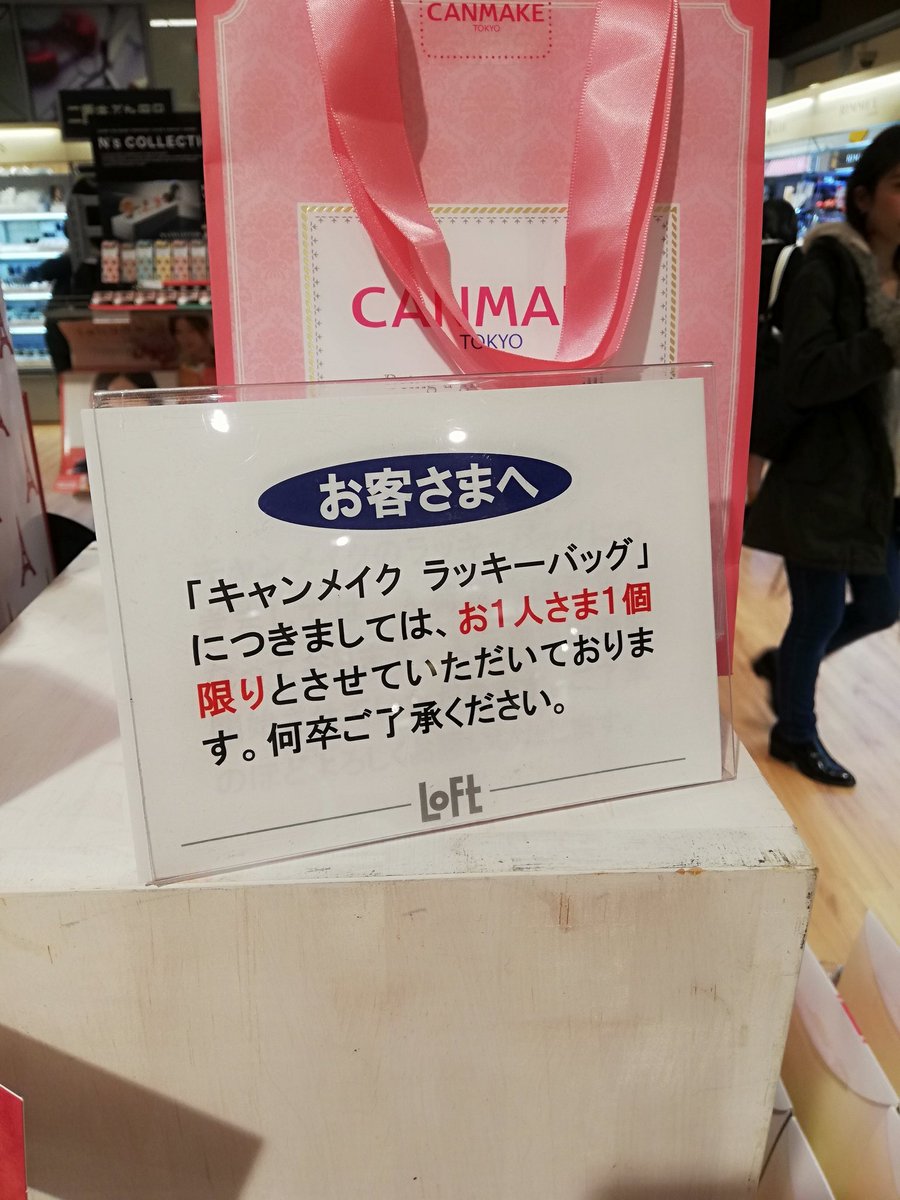 CANMAKE
TOKYO
N's COLLECTI
CANMA
TOKYO
お客さまへ
「キャンメイク ラッキーバッグ」
につきましては、お1人さま1個
限りとさせていただいておりま
す。何卒ご了承ください。
LoFt